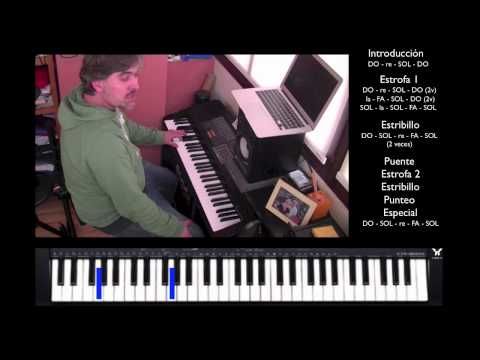 Introducción
DO - re - SOL - DO
Estrofa 1
DO - re - SOL - DO (2v)
la - FA - SOL - DO (2v)
SOL - la - SOL - FA - SOL
Estribillo
DO - SOL - re - FA - SOL
(2 veces)
Puente
Estrofa 2
Estribillo
Punteo
Especial
DO - SOL - re - FA - SOL